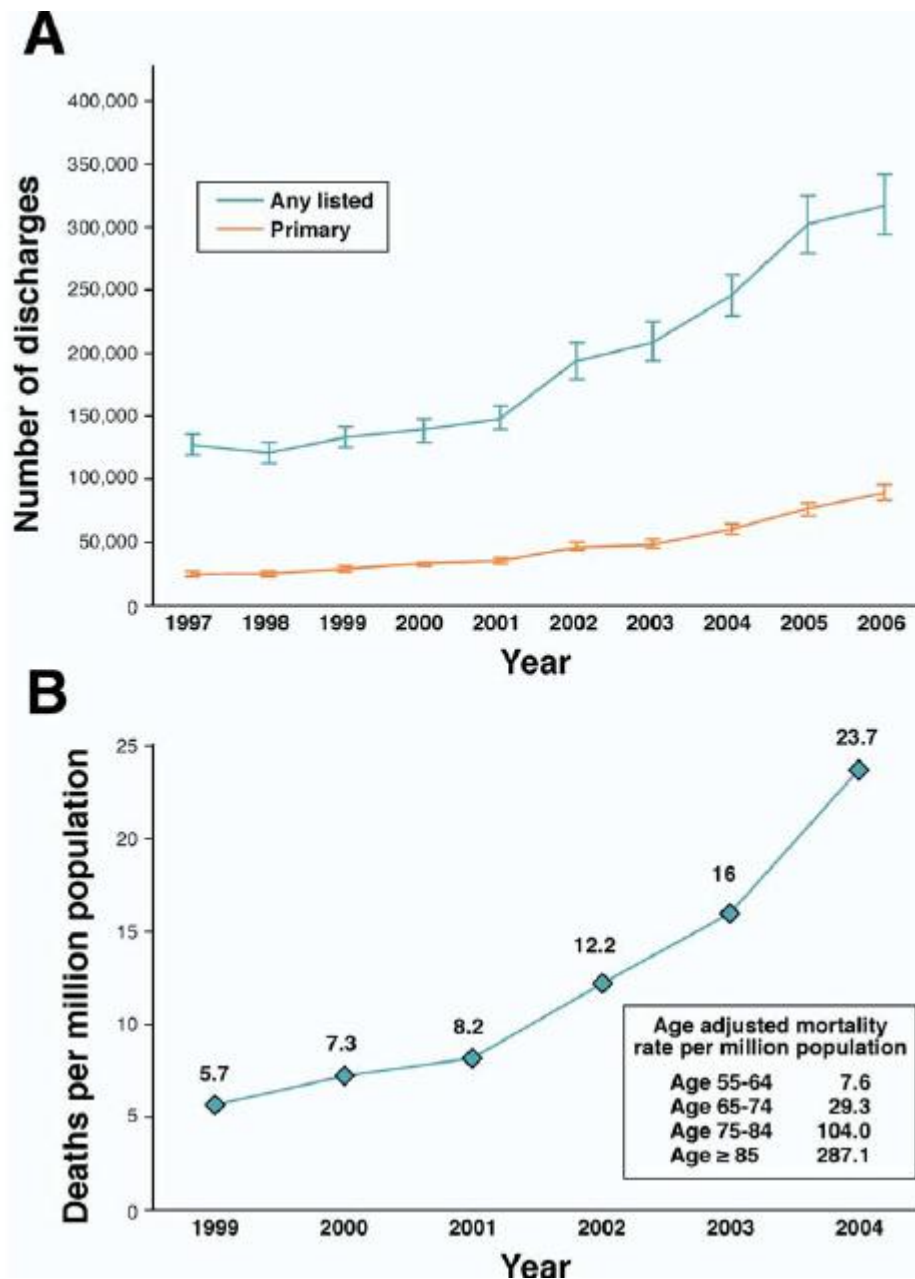 A
Number of discharges
400,000
350,000
300,000
250,000
200,000
150,000
100,000
50,000
0
Any listed
Primary
1997 1998 1999 2000 2001 2002 2003 2004 2005 2006
Year
B
Deaths per million population
25
20
15
10
5
0
5.7
7.3
8.2
12.2
16
23.7
Age adjusted mortality
rate per million population
Age 55-64 7.6
Age 65-74 29.3
Age 75-84 104.0
Age ≥ 85 287.1
1999 2000 2001 2002 2003 2004
Year